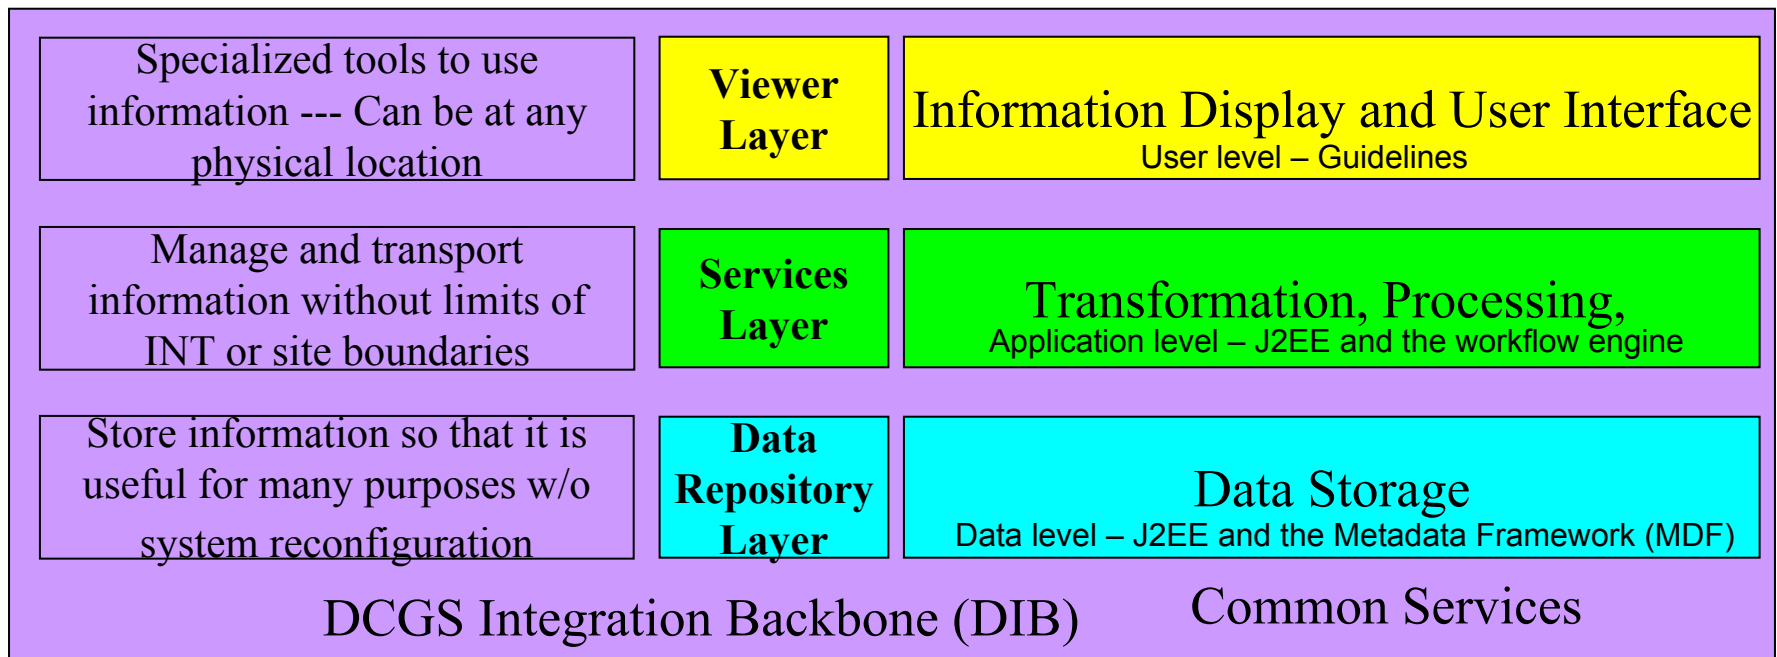 Specialized tools to use
information --- Can be at any
physical location
Viewer
Layer
Information Display and User Interface
User level – Guidelines
Manage and transport
information without limits of
INT or site boundaries
Services
Layer
Transformation, Processing,
Application level – J2EE and the workflow engine
Store information so that it is
useful for many purposes w/o
system reconfiguration
Data
Repository
Layer
Data Storage
Data level – J2EE and the Metadata Framework (MDF)
DCGS Integration Backbone (DIB)
Common Services